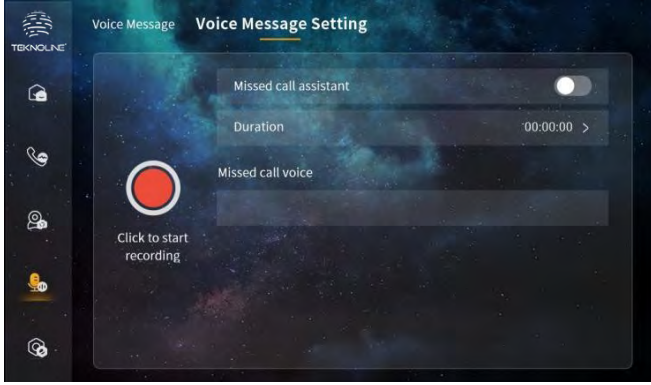 TEKNOLINE
Voice Message
Voice Message Setting
Missed call assistant
Duration
00:00:00 >
Missed call voice
Click to start
recording